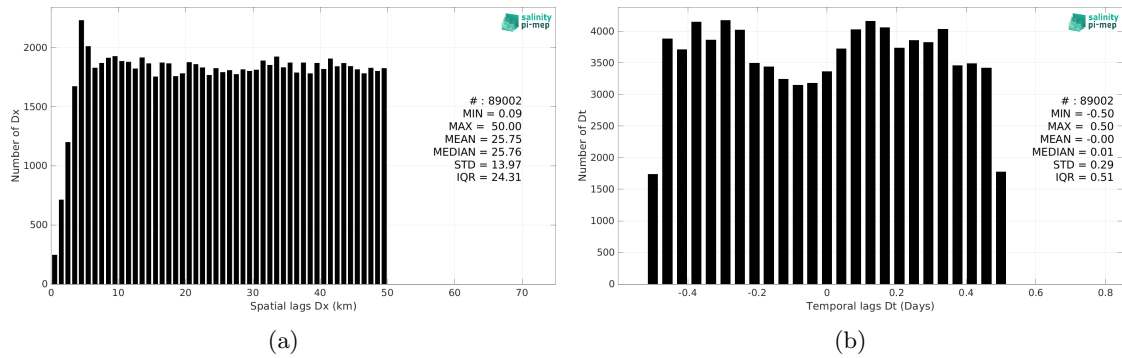 salinity
pi-mep
Number of Dx
2000
1500
1000
500
0
# : 89002
MIN = 0.09
MAX = 50.00
MEAN = 25.75
MEDIAN = 25.76
STD = 13.97
IQR = 24.31
0 10 20 30 40 50 60 70
Spatial lags Dx (km)
(a)
salinity
pi-mep
Number of Dt
4000
3500
3000
2500
2000
1500
1000
500
0
# : 89002
MIN = -0.50
MAX = 0.50
MEAN = -0.00
MEDIAN = 0.01
STD = 0.29
IQR = 0.51
-0.4 -0.2 0 0.2 0.4 0.6 0.8
Temporal lags Dt (Days)
(b)